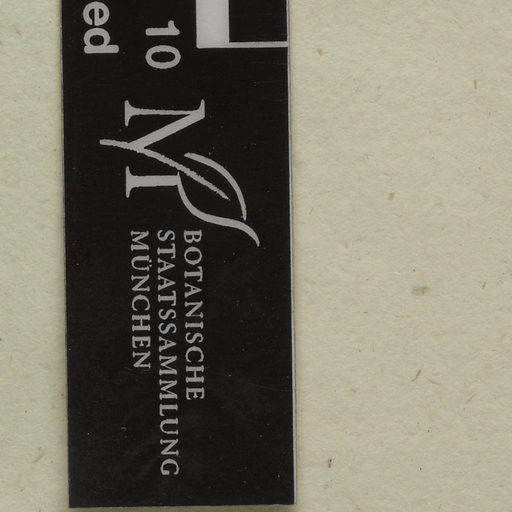 10
ed
M
BOTANISCHE
STAATSSAMMLUNG
MÜNCHEN